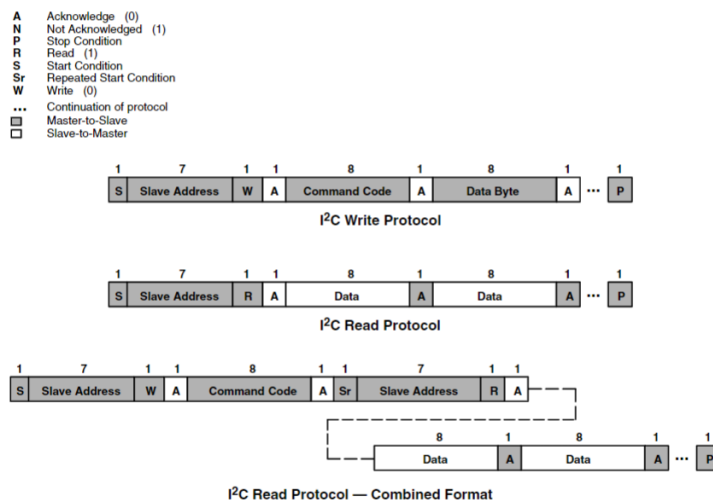 A Acknowledge (0)
N Not Acknowledged (1)
P Stop Condition
R Read (1)
S Start Condition
Sr Repeated Start Condition
W Write (0)
... Continuation of protocol
Master-to-Slave
Slave-to-Master
1 7 1 1 8 1 8 1 1
S Slave Address W A Command Code A Data Byte A ... P
I²C Write Protocol
1 7 1 1 8 1 8 1 1
S Slave Address R A Data A Data A ... P
I²C Read Protocol
1 7 1 1 8 1 1 7 1 1
S Slave Address W A Command Code A Sr Slave Address R A
8 1 8 1 1
Data A Data A ... P
I²C Read Protocol — Combined Format